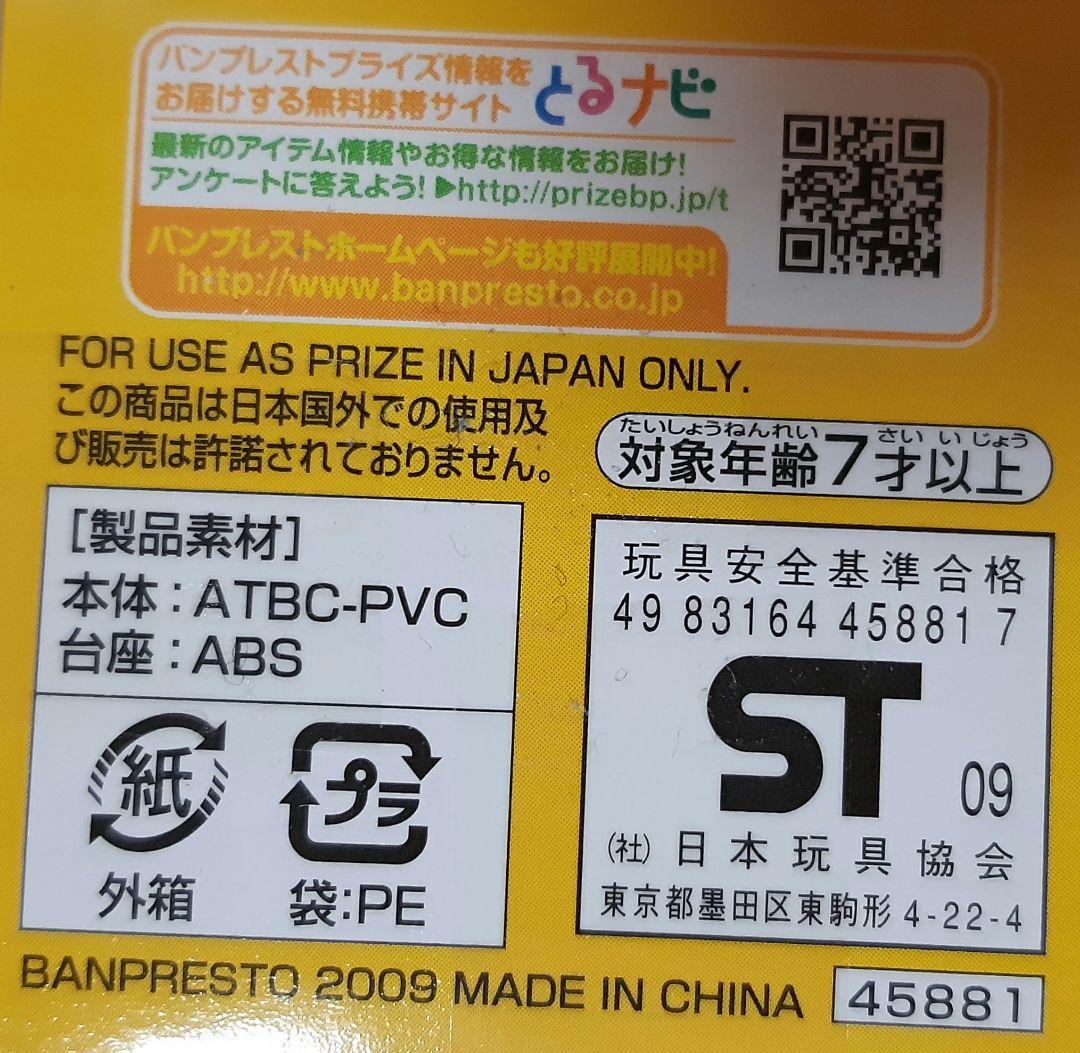 バンプレストプライズ情報を
お届けする無料携帯サイト
とるナビ
最新のアイテム情報やお得な情報をお届け!
アンケートに答えよう!▶http://prizebp.jp/t
バンプレストホームページも好評展開中!
http://www.banpresto.co.jp
FOR USE AS PRIZE IN JAPAN ONLY.
この商品は日本国外での使用及
び販売は許諾されておりません。
たいしょうねんれい さい いじょう
対象年齢7才以上
[製品素材]
本体:ATBC-PVC
台座:ABS
紙
外箱
プラ
袋:PE
玩具安全基準合格
49 83164 45881 7
ST
09
(社)日本玩具協会
東京都墨田区東駒形 4-22-4
BANPRESTO 2009 MADE IN CHINA
45881